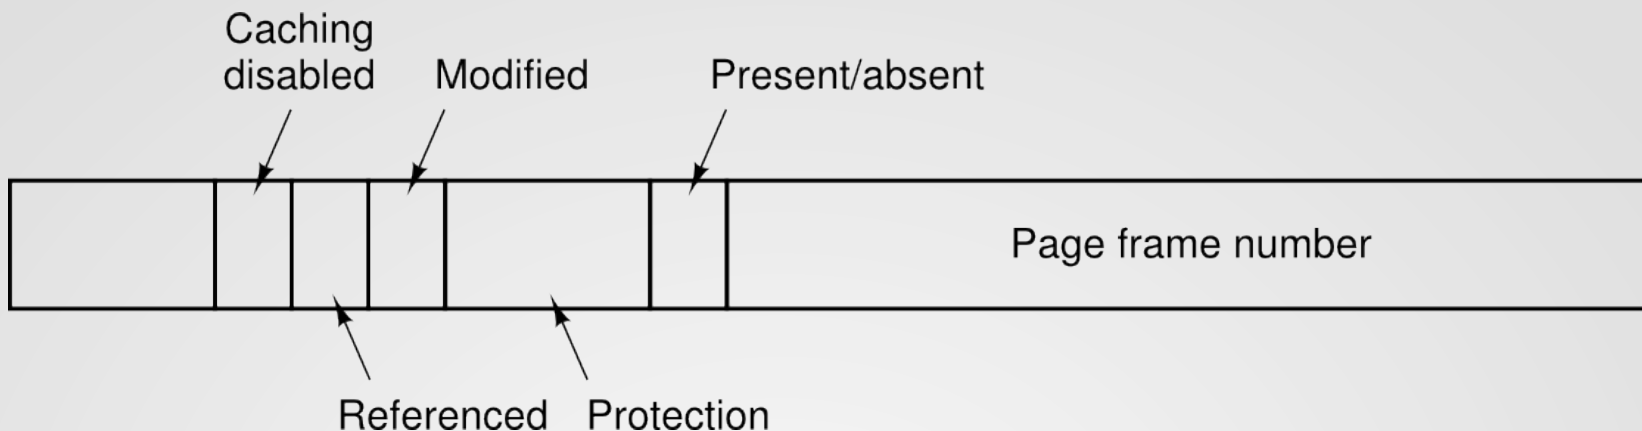 Caching
disabled
Modified
Present/absent
Page frame number
Referenced
Protection